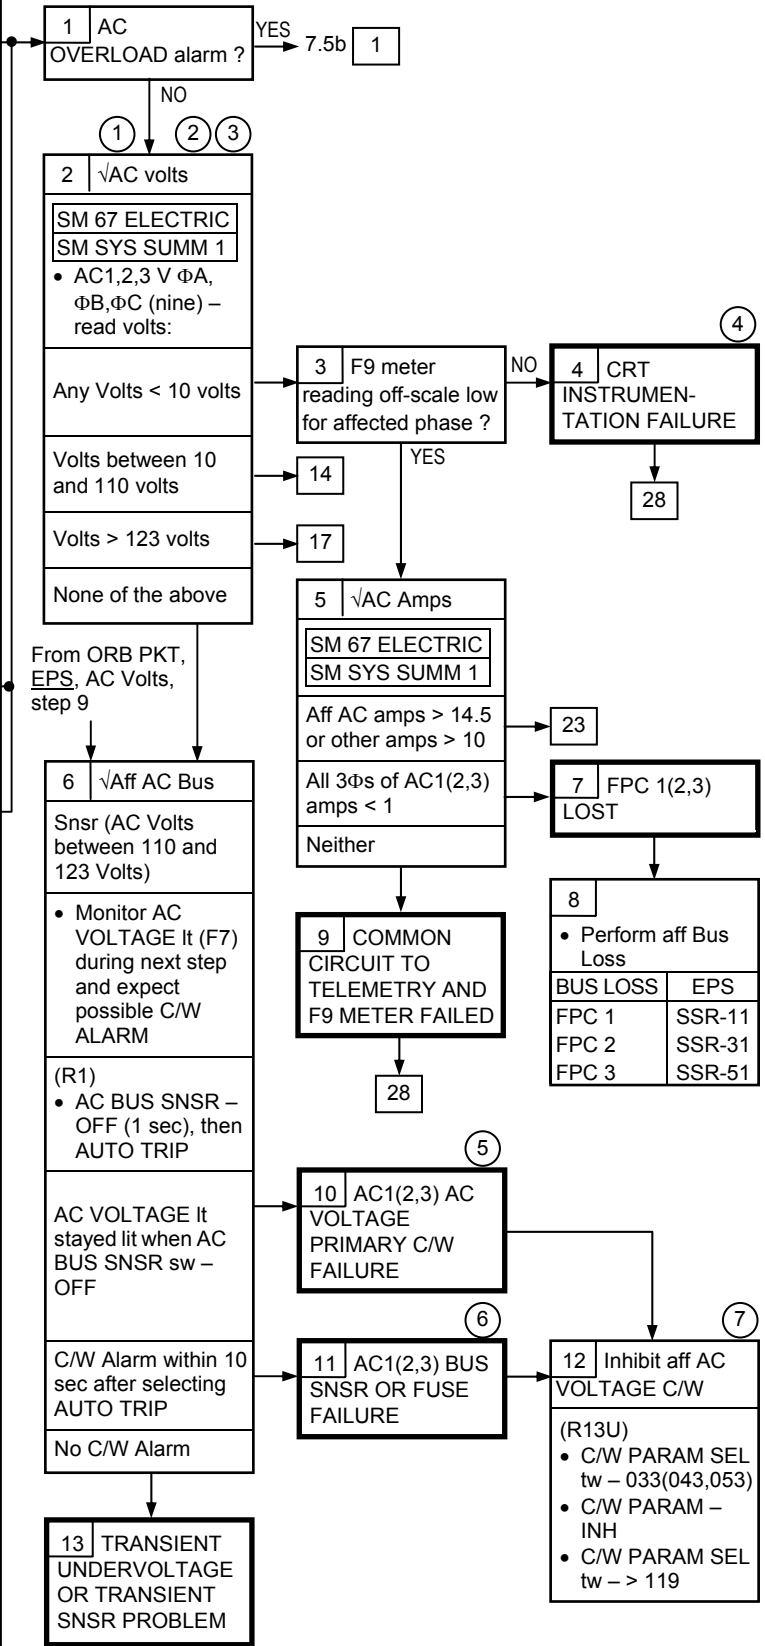 1 AC
OVERLOAD alarm ?
YES
7.5b 1
NO
1 2 3
2 √AC volts
SM 67 ELECTRIC
SM SYS SUMM 1
• AC1,2,3 V ΦA,
ΦB,ΦC (nine) –
read volts:
Any Volts < 10 volts
Volts between 10
and 110 volts
14
Volts > 123 volts
17
None of the above
3 F9 meter
reading off-scale low
for affected phase ?
NO
YES
4
4 CRT
INSTRUMEN-
TATION FAILURE
28
5 √AC Amps
SM 67 ELECTRIC
SM SYS SUMM 1
Aff AC amps > 14.5
or other amps > 10
23
All 3Φs of AC1(2,3)
amps < 1
Neither
7 FPC 1(2,3)
LOST
8
• Perform aff Bus
Loss
BUS LOSS EPS
FPC 1 SSR-11
FPC 2 SSR-31
FPC 3 SSR-51
9 COMMON
CIRCUIT TO
TELEMETRY AND
F9 METER FAILED
28
From ORB PKT,
EPS, AC Volts,
step 9
6 √Aff AC Bus
Snsr (AC Volts
between 110 and
123 Volts)
• Monitor AC
VOLTAGE lt (F7)
during next step
and expect
possible C/W
ALARM
(R1)
• AC BUS SNSR –
OFF (1 sec), then
AUTO TRIP
AC VOLTAGE lt
stayed lit when AC
BUS SNSR sw –
OFF
C/W Alarm within 10
sec after selecting
AUTO TRIP
No C/W Alarm
5
10 AC1(2,3) AC
VOLTAGE
PRIMARY C/W
FAILURE
6
11 AC1(2,3) BUS
SNSR OR FUSE
FAILURE
7
12 Inhibit aff AC
VOLTAGE C/W
(R13U)
• C/W PARAM SEL
tw – 033(043,053)
• C/W PARAM –
INH
• C/W PARAM SEL
tw – > 119
13 TRANSIENT
UNDERVOLTAGE
OR TRANSIENT
SNSR PROBLEM